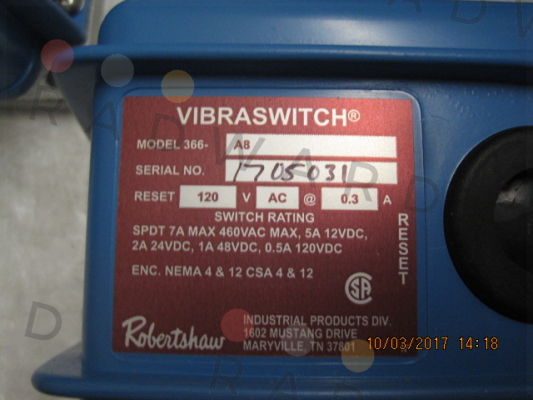 VIBRASWITCH®
MODEL 366- A8
SERIAL NO. 1705031
RESET 120 V AC @ 0.3 A
SWITCH RATING
SPDT 7A MAX 460VAC MAX, 5A 12VDC,
2A 24VDC, 1A 48VDC, 0.5A 120VDC
ENC. NEMA 4 & 12 CSA 4 & 12
RESET
Robertshaw
INDUSTRIAL PRODUCTS DIV.
1602 MUSTANG DRIVE
MARYVILLE, TN 37801
10/03/2017 14:18